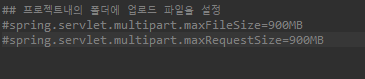 ## 프로젝트내의 폴더에 업로드 파일을 설정
#spring.servlet.multipart.maxFileSize=900MB
#spring.servlet.multipart.maxRequestSize=900MB